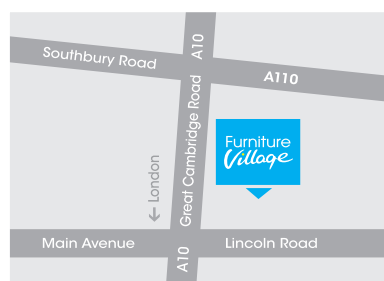 A10
Southbury Road
A110
Great Cambridge Road
Furniture
Village
← London
Main Avenue
Lincoln Road
A10